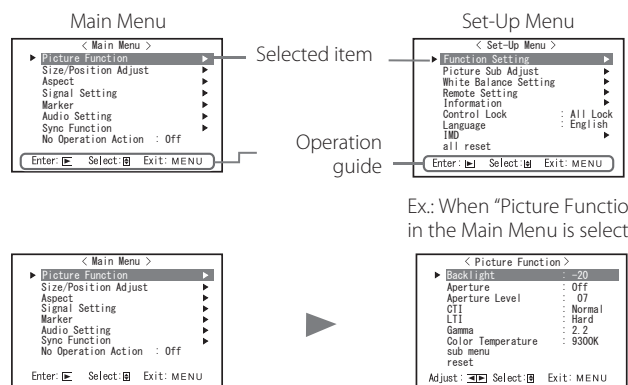 Main Menu
< Main Menu >
Picture Function
Size/Position Adjust
Aspect
Signal Setting
Marker
Audio Setting
Sync Function
No Operation Action : Off
Enter: Select: Exit: MENU
Selected item
Operation
guide
Set-Up Menu
< Set-Up Menu >
Function Setting
Picture Sub Adjust
White Balance Setting
Remote Setting
Information
Control Lock : All Lock
Language : English
IMD
all reset
Enter: Select: Exit: MENU
Ex.: When “Picture Functio
in the Main Menu is select
< Main Menu >
Picture Function
Size/Position Adjust
Aspect
Signal Setting
Marker
Audio Setting
Sync Function
No Operation Action : Off
Enter: Select: Exit: MENU
< Picture Function >
Backlight : -20
Aperture : Off
Aperture Level : 07
CTI : Normal
LTI : Hard
Gamma : 2.2
Color Temperature : 9300K
sub menu
reset
Adjust: Select: Exit: MENU